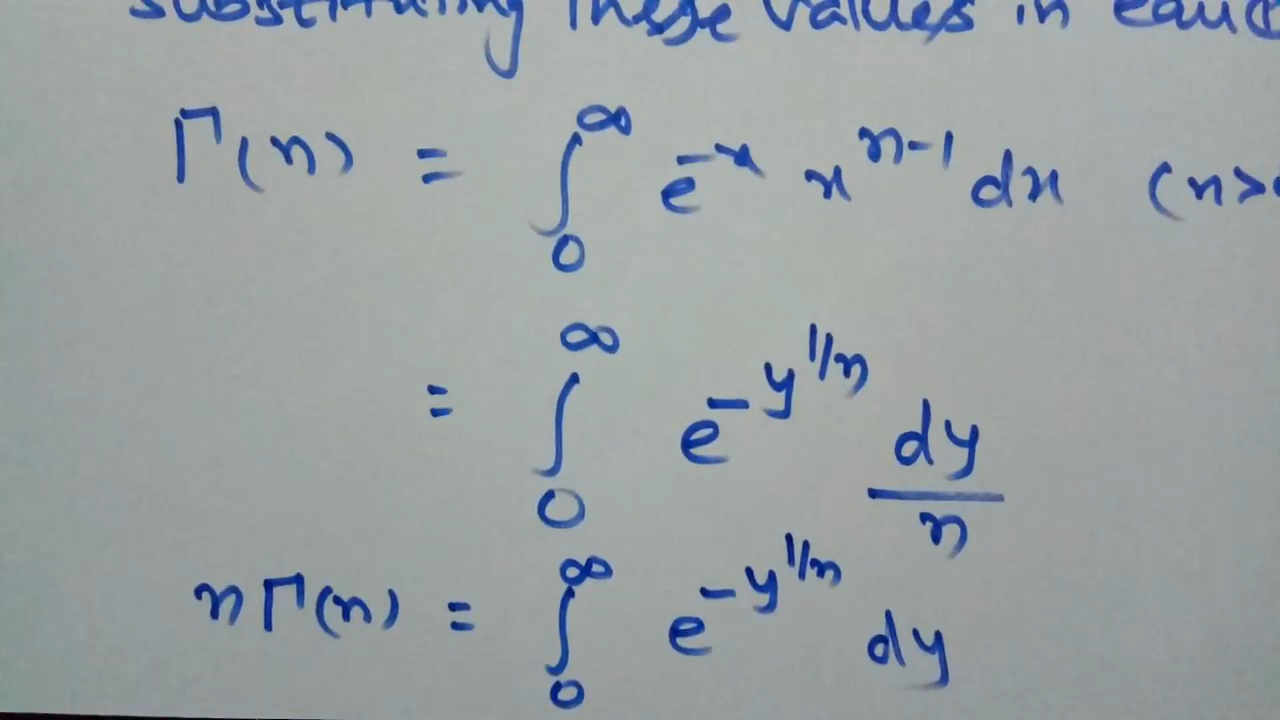 substituting these values in equ(
Γ(n) = ∫₀^∞ e^-x x^n-1 dx (n>
= ∫₀^∞ e^-y^1/n dy/n
nΓ(n) = ∫₀^∞ e^-y^1/n dy